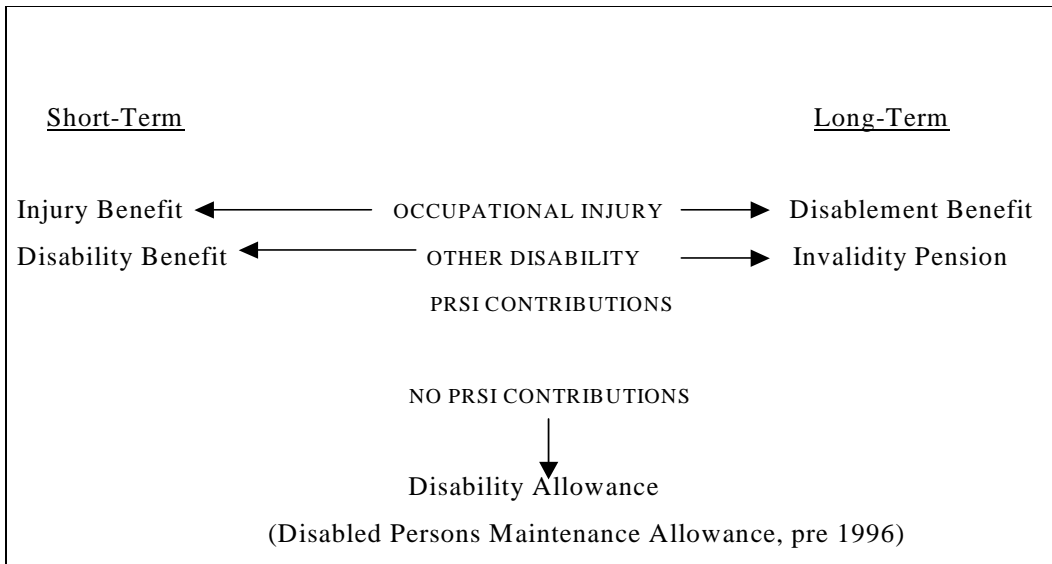 Short-Term Long-Term
Injury Benefit OCCUPATIONAL INJURY Disablement Benefit
Disability Benefit OTHER DISABILITY Invalidity Pension
PRSI CONTRIBUTIONS
NO PRSI CONTRIBUTIONS
Disability Allowance
(Disabled Persons Maintenance Allowance, pre 1996)